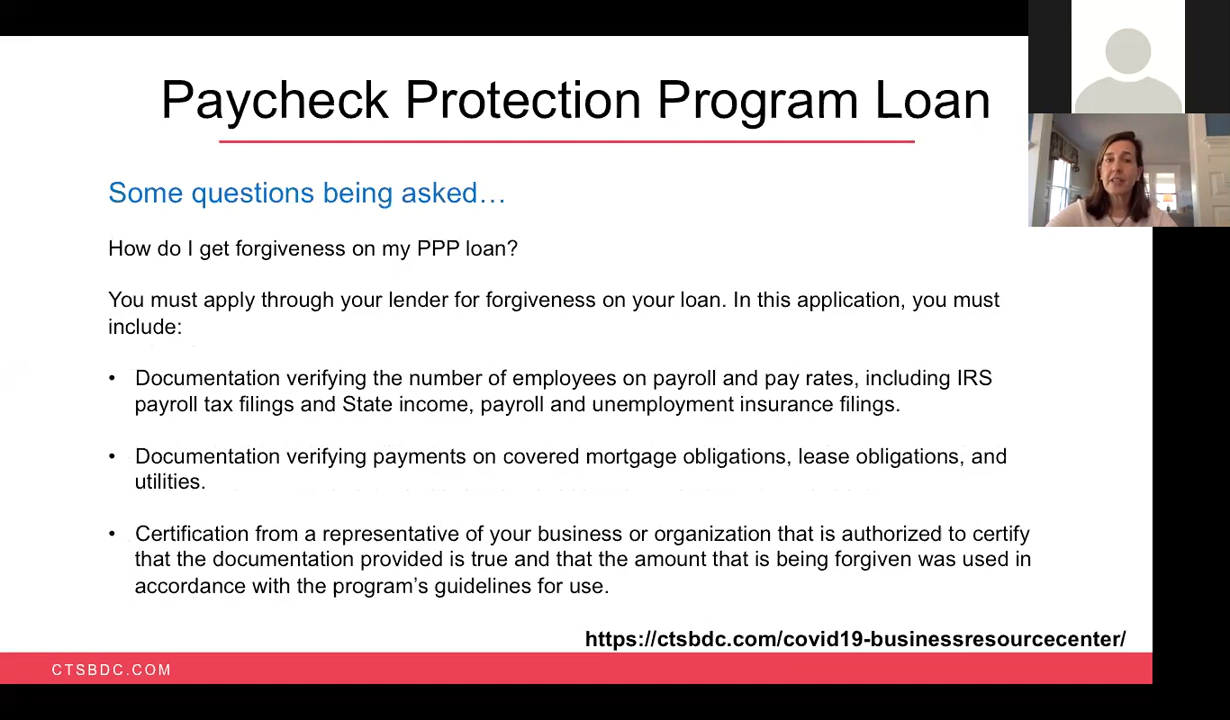 Paycheck Protection Program Loan
Some questions being asked…
How do I get forgiveness on my PPP loan?
You must apply through your lender for forgiveness on your loan. In this application, you must
include:
• Documentation verifying the number of employees on payroll and pay rates, including IRS
payroll tax filings and State income, payroll and unemployment insurance filings.
• Documentation verifying payments on covered mortgage obligations, lease obligations, and
utilities.
• Certification from a representative of your business or organization that is authorized to certify
that the documentation provided is true and that the amount that is being forgiven was used in
accordance with the program’s guidelines for use.
https://ctsbdc.com/covid19-businessresourcecenter/
CTSBDC.COM